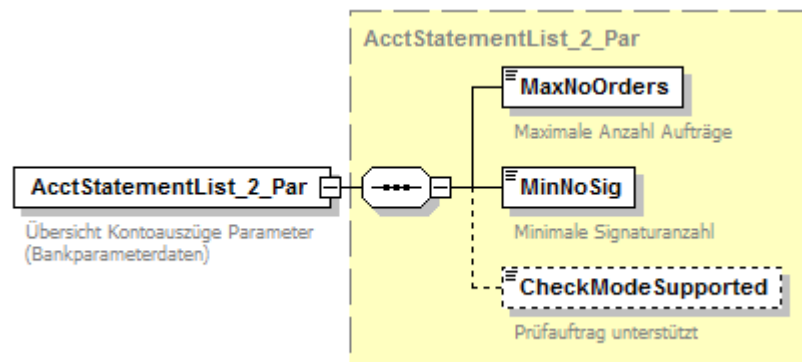 AcctStatementList_2_Par
MaxNoOrders
Maximale Anzahl Aufträge
AcctStatementList_2_Par
Übersicht Kontoauszüge Parameter
(Bankparameterdaten)
MinNoSig
Minimale Signaturanzahl
CheckModeSupported
Prüfauftrag unterstützt